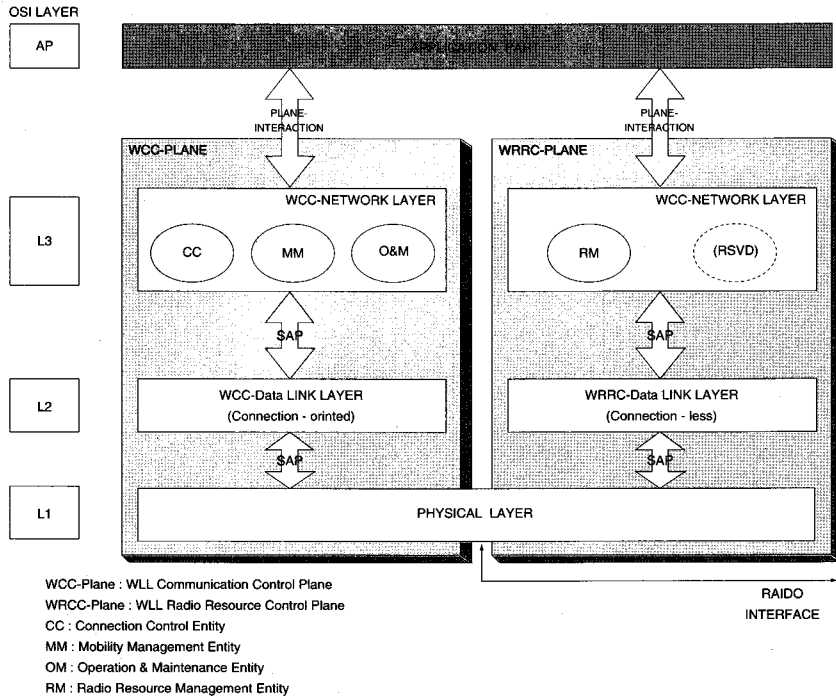 OSI LAYER
AP
APPLICATION PART
PLANE-
INTERACTION
PLANE-
INTERACTION
WCC-PLANE
WRRC-PLANE
L3
WCC-NETWORK LAYER
CC
MM
O&M
WCC-NETWORK LAYER
RM
(RSVD)
SAP
SAP
L2
WCC-Data LINK LAYER
(Connection - orinted)
WRRC-Data LINK LAYER
(Connection - less)
SAP
SAP
L1
PHYSICAL LAYER
RAIDO
INTERFACE
WCC-Plane : WLL Communication Control Plane
WRCC-Plane : WLL Radio Resource Control Plane
CC : Connection Control Entity
MM : Mobility Management Entity
OM : Operation & Maintenance Entity
RM : Radio Resource Management Entity